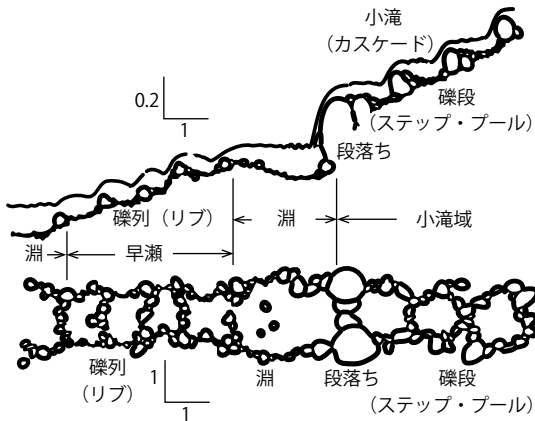 小滝
（カスケード）
0.2
1
礫段
（ステップ・プール）
段落ち
礫列（リブ）
淵
小滝域
淵
早瀬
礫列
（リブ）
1
1
淵
段落ち
礫段
（ステップ・プール）